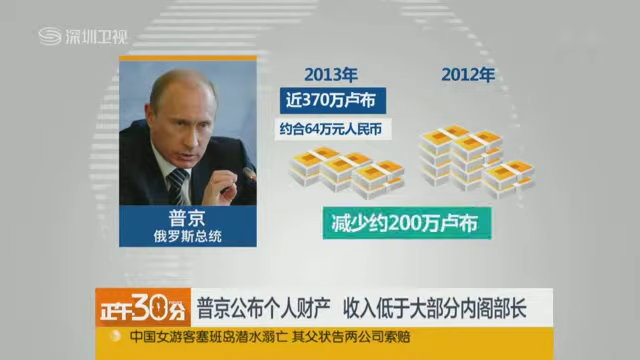 深圳卫视
2013年
2012年
近370万卢布
约合64万元人民币
普京
俄罗斯总统
减少约200万卢布
正午30分
普京公布个人财产 收入低于大部分内阁部长
中国女游客塞班岛潜水溺亡 其父状告两公司索赔